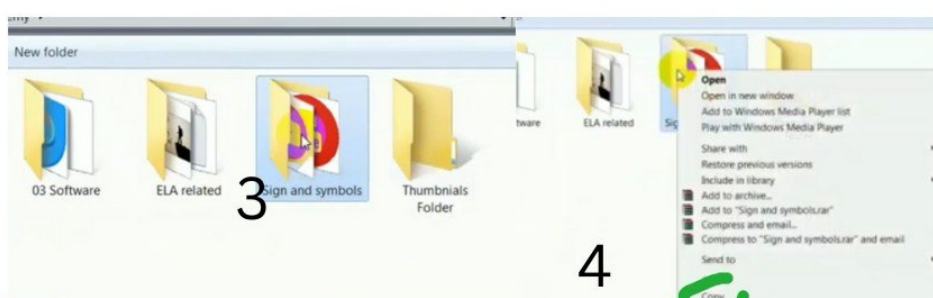 New folder
03 Software
ELA related
Sign and symbols
Thumbnials
Folder
3
ELA related
Open
Open in new window
Add to Windows Media Player list
Play with Windows Media Player
Share with
Restore previous versions
Include in library
Add to archive...
Add to "Sign and symbols.rar"
Compress and email...
Compress to "Sign and symbols.rar" and email
Send to
Copy
4